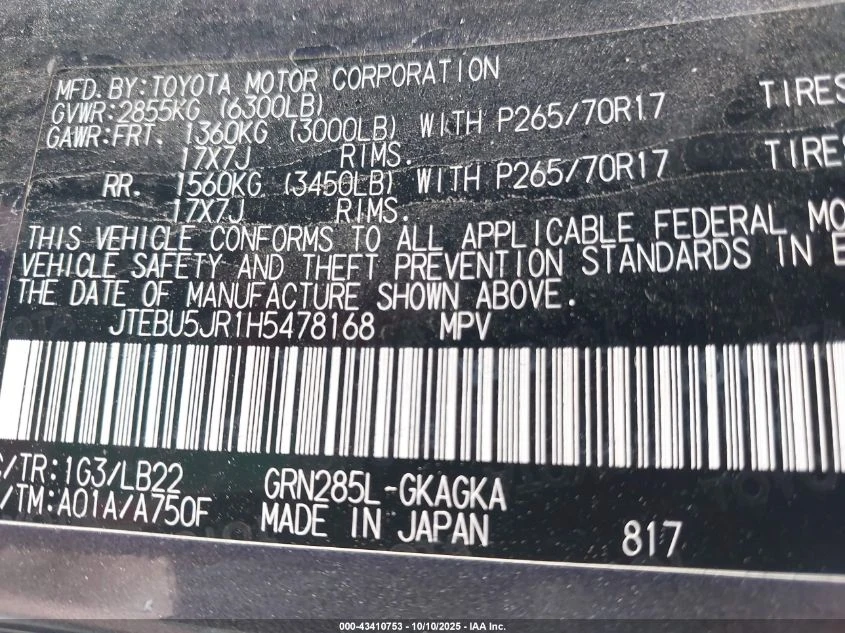 MFD. BY: TOYOTA MOTOR CORPORATION
GVWR: 2855KG (6300LB)
GAWR: FRT. 1360KG (3000LB) WITH P265/70R17 TIRES
17X7J RIMS.
RR. 1560KG (3450LB) WITH P265/70R17 TIRES
17X7J RIMS.
THIS VEHICLE CONFORMS TO ALL APPLICABLE FEDERAL MO
VEHICLE SAFETY AND THEFT PREVENTION STANDARDS IN E
THE DATE OF MANUFACTURE SHOWN ABOVE.
JTEBU5JR1H5478168 MPV
/TR: 1G3/LB22 GRN285L-GKAGKA
/TM: A01A/A750F MADE IN JAPAN 817
000-43410753 - 10/10/2025 - IAA Inc.